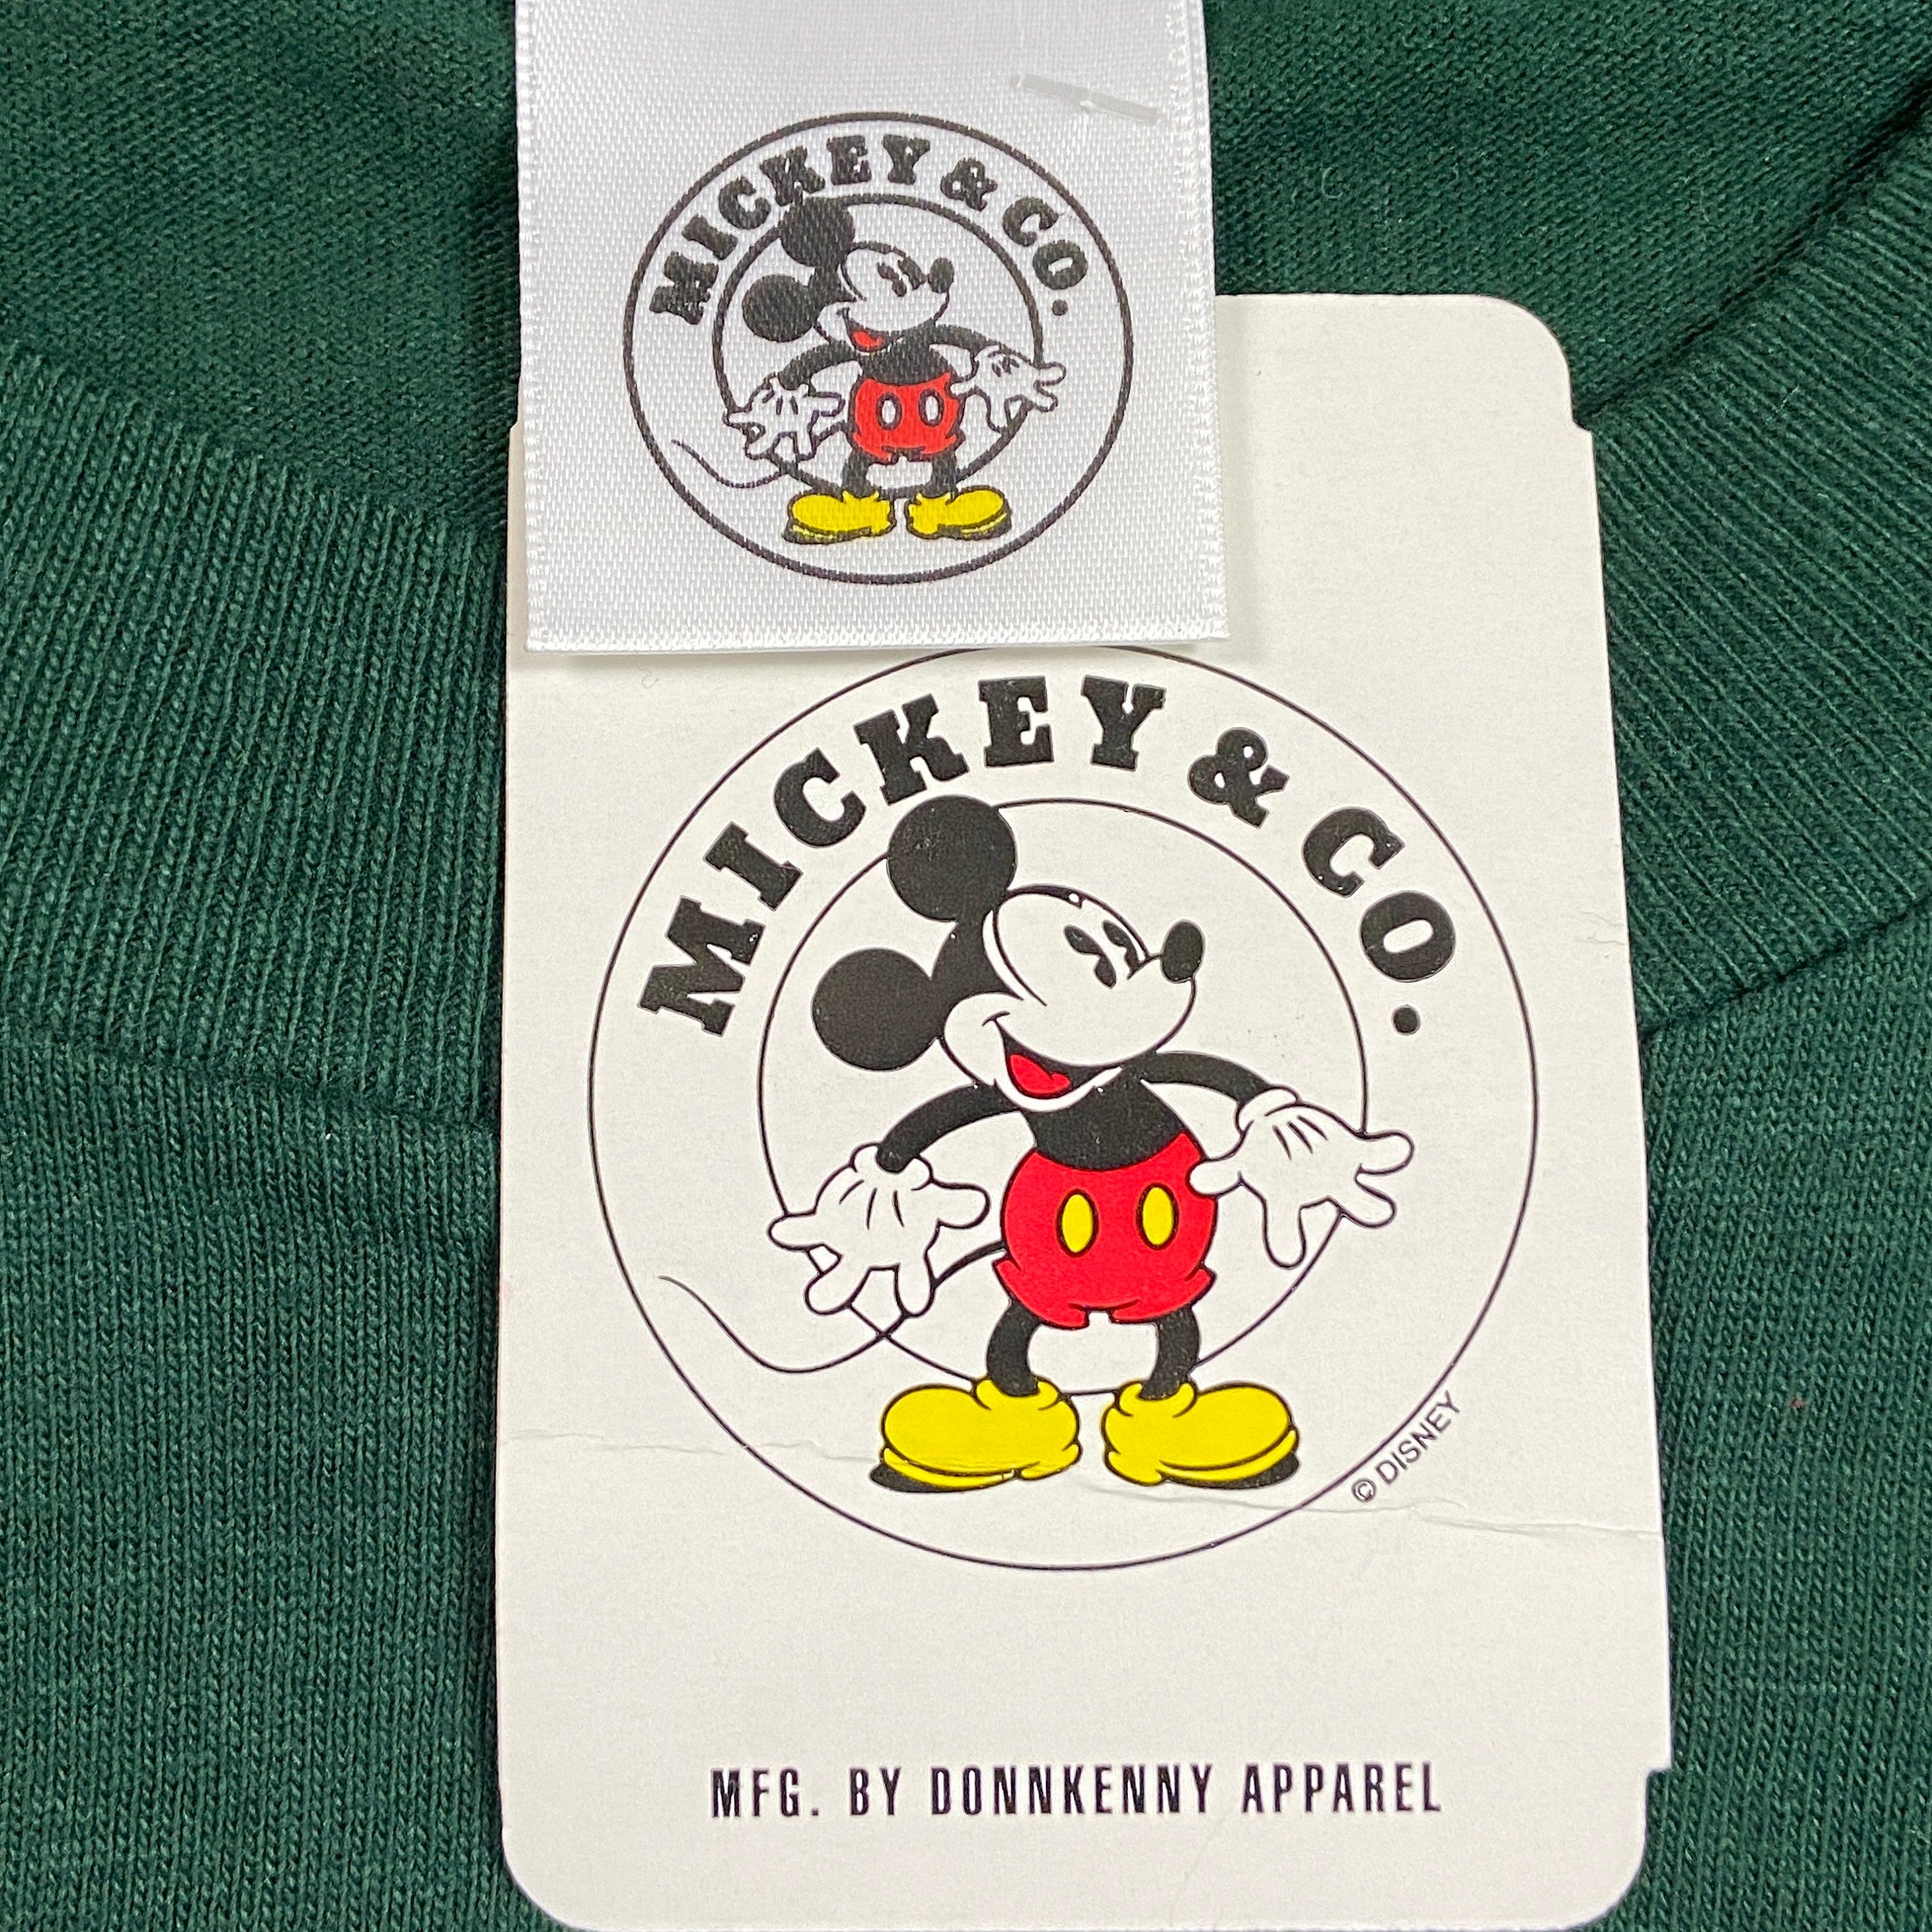 MICKEY & CO.
MICKEY & CO.
© DISNEY
MFG. BY DONNKENNY APPAREL